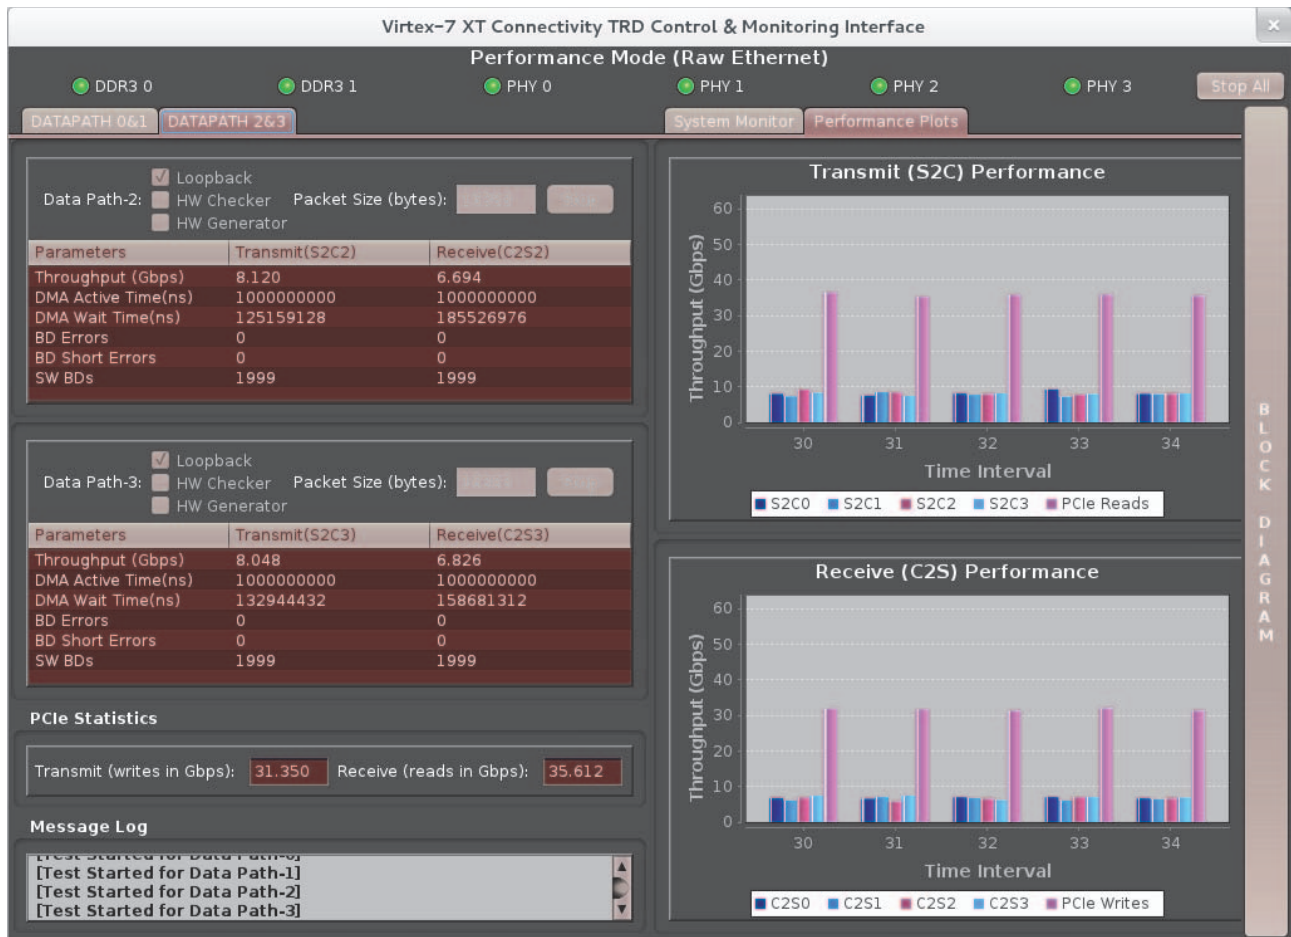 Virtex-7 XT Connectivity TRD Control & Monitoring Interface
Performance Mode (Raw Ethernet)
DDR3 0 DDR3 1 PHY 0 PHY 1 PHY 2 PHY 3 Stop All
DATAPATH 0&1 DATAPATH 2&3 System Monitor Performance Plots
Loopback
Data Path-2: HW Checker Packet Size (bytes):
HW Generator
Parameters Transmit(S2C2) Receive(C2S2)
Throughput (Gbps) 8.120 6.694
DMA Active Time(ns) 1000000000 1000000000
DMA Wait Time(ns) 125159128 185526976
BD Errors 0 0
BD Short Errors 0 0
SW BDs 1999 1999
Loopback
Data Path-3: HW Checker Packet Size (bytes):
HW Generator
Parameters Transmit(S2C3) Receive(C2S3)
Throughput (Gbps) 8.048 6.826
DMA Active Time(ns) 1000000000 1000000000
DMA Wait Time(ns) 132944432 158681312
BD Errors 0 0
BD Short Errors 0 0
SW BDs 1999 1999
PCIe Statistics
Transmit (writes in Gbps): 31.350 Receive (reads in Gbps): 35.612
Message Log
[Test Started for Data Path-0]
[Test Started for Data Path-1]
[Test Started for Data Path-2]
[Test Started for Data Path-3]
Transmit (S2C) Performance
Throughput (Gbps)
60
50
40
30
20
10
0
30 31 32 33 34
Time Interval
S2C0 S2C1 S2C2 S2C3 PCIe Reads
Receive (C2S) Performance
Throughput (Gbps)
60
50
40
30
20
10
0
30 31 32 33 34
Time Interval
C2S0 C2S1 C2S2 C2S3 PCIe Writes
BLOCK DIAGRAM